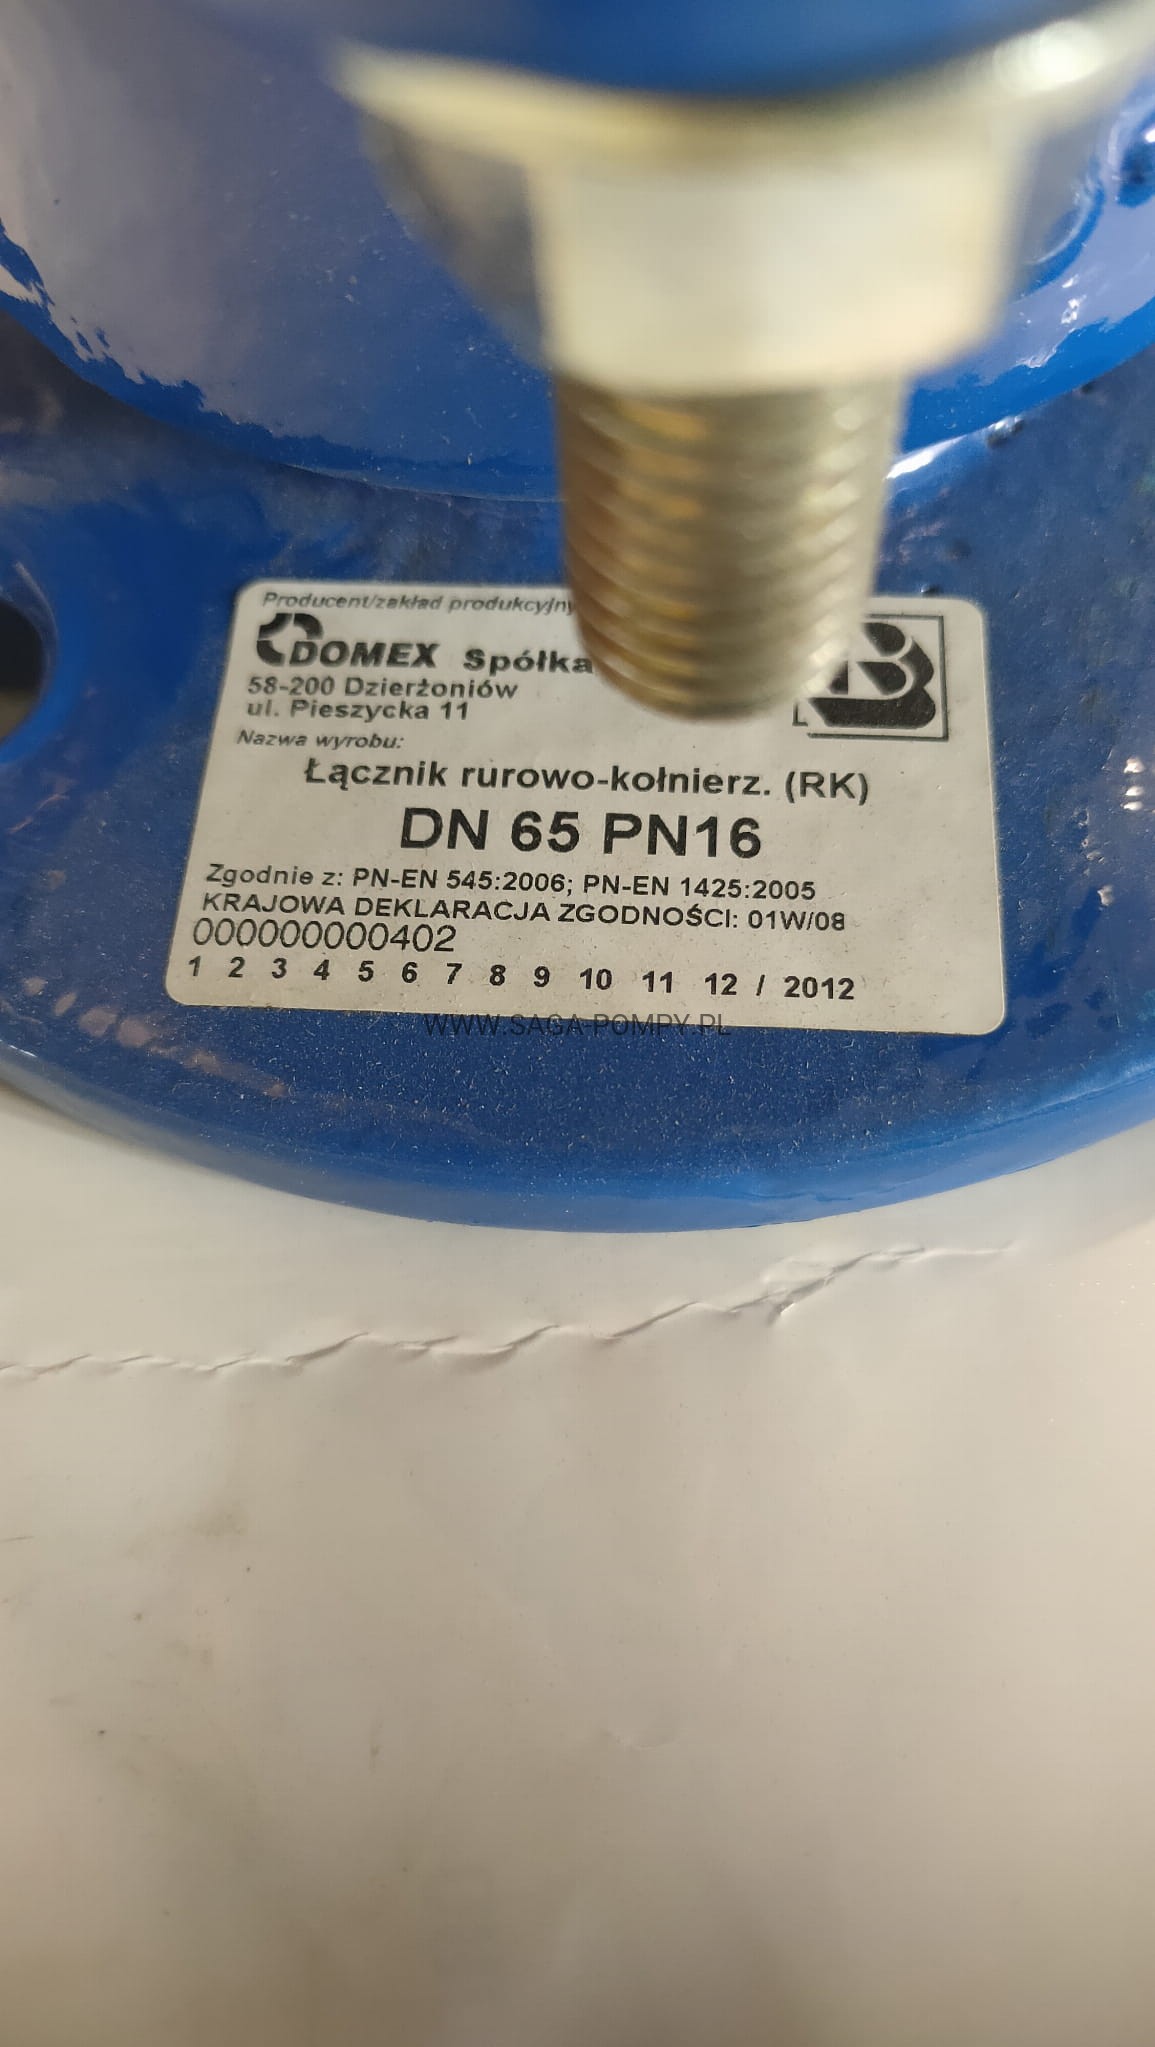 Producent/zakład produkcyjny
DOMEX Spółka
58-200 Dzierżoniów
ul. Pieszycka 11
Nazwa wyrobu:
Łącznik rurowo-kołnierz. (RK)
DN 65 PN16
Zgodnie z: PN-EN 545:2006; PN-EN 1425:2005
KRAJOWA DEKLARACJA ZGODNOŚCI: 01W/08
000000000402
1 2 3 4 5 6 7 8 9 10 11 12 / 2012
WWW.SAGA-POMPY.PL